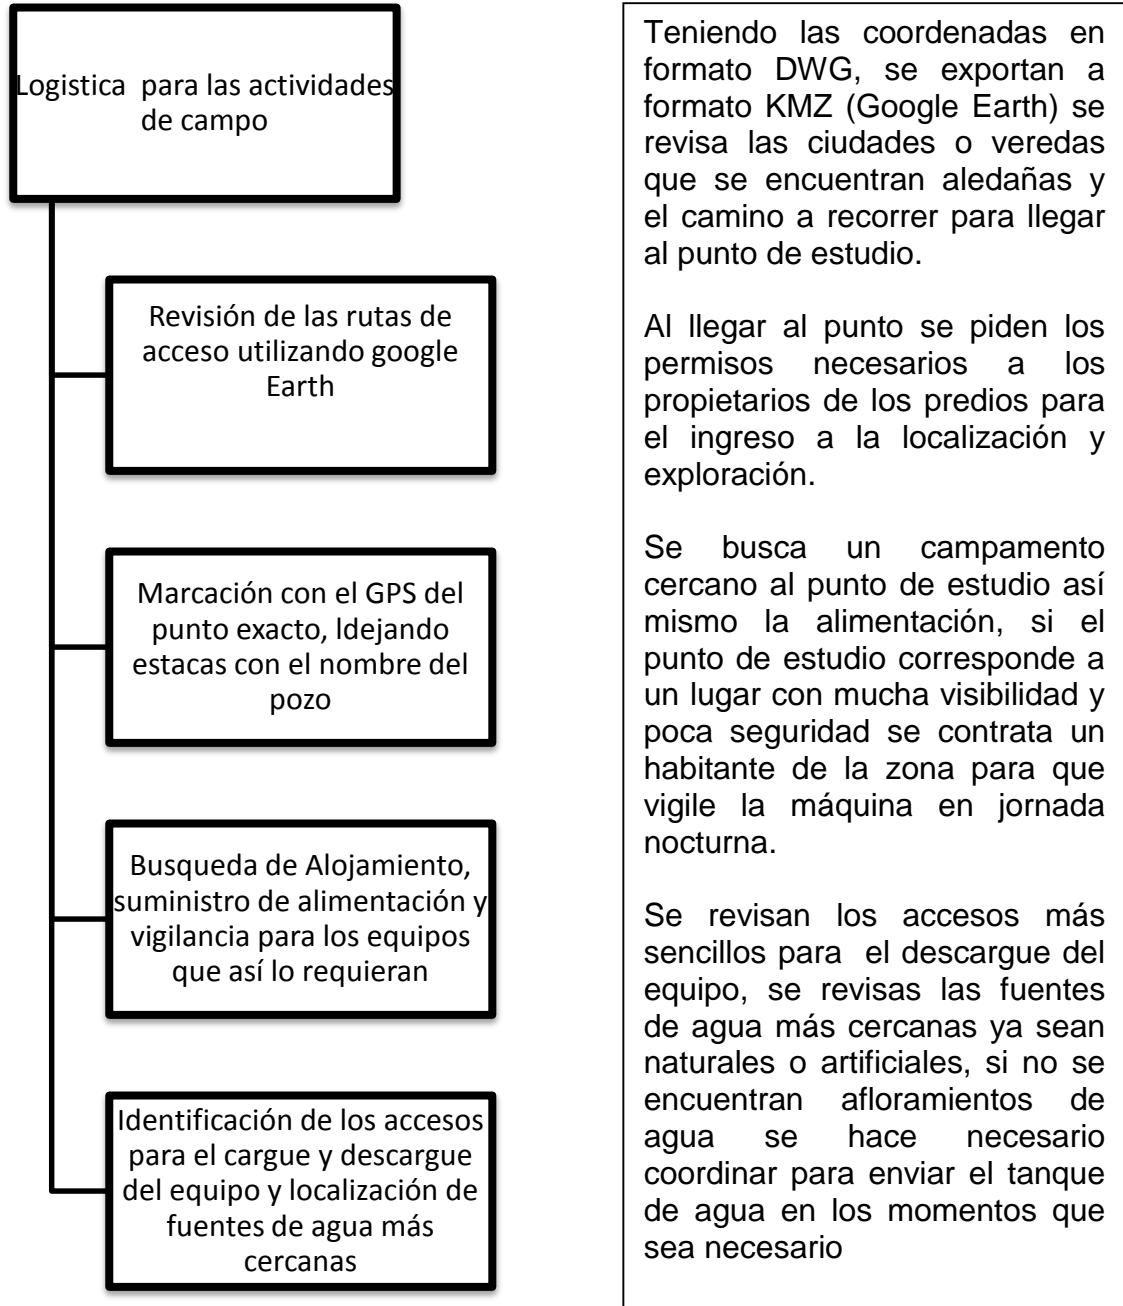 Logistica para las actividades
de campo
Revisión de las rutas de
acceso utilizando google
Earth
Marcación con el GPS del
punto exacto, ldejando
estacas con el nombre del
pozo
Busqueda de Alojamiento,
suministro de alimentación y
vigilancia para los equipos
que así lo requieran
Identificación de los accesos
para el cargue y descargue
del equipo y localización de
fuentes de agua más
cercanas
Teniendo las coordenadas en
formato DWG, se exportan a
formato KMZ (Google Earth) se
revisa las ciudades o veredas
que se encuentran aledañas y
el camino a recorrer para llegar
al punto de estudio.
Al llegar al punto se piden los
permisos necesarios a los
propietarios de los predios para
el ingreso a la localización y
exploración.
Se busca un campamento
cercano al punto de estudio así
mismo la alimentación, si el
punto de estudio corresponde a
un lugar con mucha visibilidad y
poca seguridad se contrata un
habitante de la zona para que
vigile la máquina en jornada
nocturna.
Se revisan los accesos más
sencillos para el descargue del
equipo, se revisas las fuentes
de agua más cercanas ya sean
naturales o artificiales, si no se
encuentran afloramientos de
agua se hace necesario
coordinar para enviar el tanque
de agua en los momentos que
sea necesario